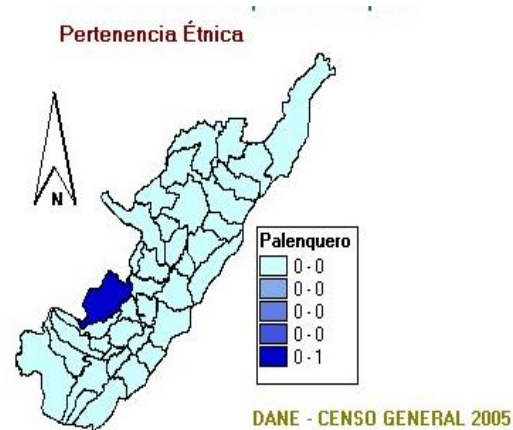 Pertenencia Étnica
N
Palenquero
0 - 0
0 - 0
0 - 0
0 - 0
0 - 1
DANE - CENSO GENERAL 2005